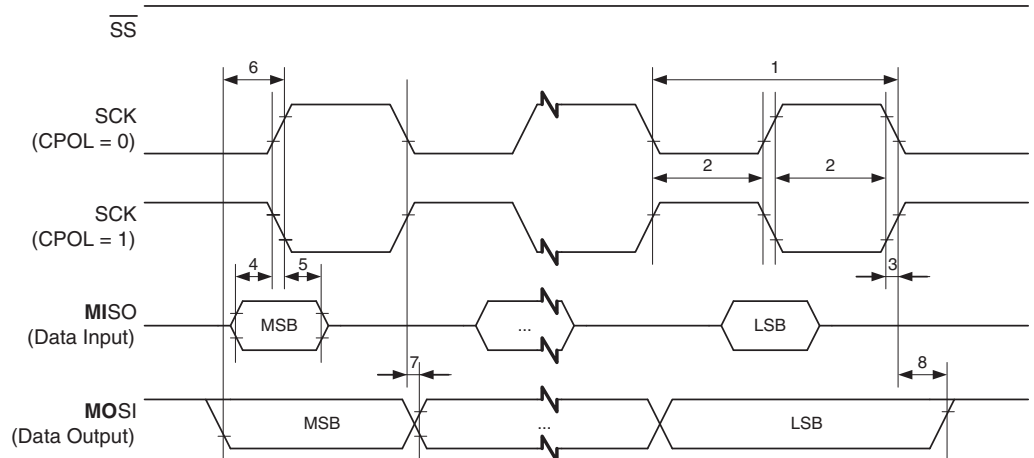 SS
6
1
SCK
(CPOL = 0)
2
2
SCK
(CPOL = 1)
4
5
3
MISO
(Data Input)
MSB
...
LSB
7
8
MOSI
(Data Output)
MSB
...
LSB